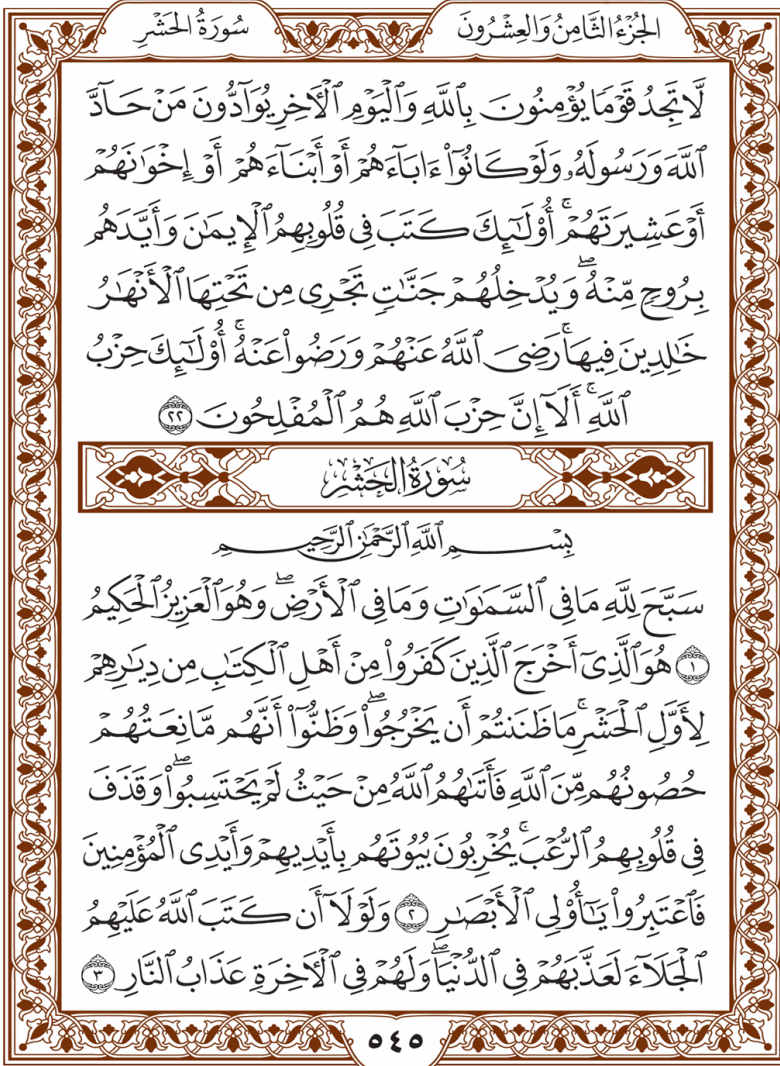 الجُزْءُ الثَّامِنُ وَالعِشْرُونَ
سُورَةُ الحَشْرِ
لَّا تَجِدُ قَوْمًا يُؤْمِنُونَ بِٱللَّهِ وَٱلْيَوْمِ ٱلْأَخِرِ يُوَآدُّونَ مَنْ حَآدَّ
ٱللَّهَ وَرَسُولَهُۥ وَلَوْ كَانُوٓا۟ ءَابَآءَهُمْ أَوْ أَبْنَآءَهُمْ أَوْ إِخْوَٰنَهُمْ
أَوْ عَشِيرَتَهُمْ ۚ أُو۟لَٰٓئِكَ كَتَبَ فِى قُلُوبِهِمُ ٱلْإِيمَٰنَ وَأَيَّدَهُم
بِرُوحٍ مِّنْهُ ۖ وَيُدْخِلُهُمْ جَنَّٰتٍ تَجْرِى مِن تَحْتِهَا ٱلْأَنْهَٰرُ
خَٰلِدِينَ فِيهَا ۚ رَضِىَ ٱللَّهُ عَنْهُمْ وَرَضُوا۟ عَنْهُ ۚ أُو۟لَٰٓئِكَ حِزْبُ
ٱللَّهِ ۚ أَلَآ إِنَّ حِزْبَ ٱللَّهِ هُمُ ٱلْمُفْلِحُونَ ٢٢
سُورَةُ الحَشْرِ
بِسْمِ ٱللَّهِ ٱلرَّحْمَٰنِ ٱلرَّحِيمِ
سَبَّحَ لِلَّهِ مَا فِى ٱلسَّمَٰوَٰتِ وَمَا فِى ٱلْأَرْضِ ۖ وَهُوَ ٱلْعَزِيزُ ٱلْحَكِيمُ
١ هُوَ ٱلَّذِىٓ أَخْرَجَ ٱلَّذِينَ كَفَرُوا۟ مِنْ أَهْلِ ٱلْكِتَٰبِ مِن دِيَٰرِهِمْ
لِأَوَّلِ ٱلْحَشْرِ ۚ مَا ظَنَنتُمْ أَن يَخْرُجُوا۟ ۖ وَظَنُّوٓا۟ أَنَّهُم مَّانِعَتُهُمْ
حُصُونُهُم مِّنَ ٱللَّهِ فَأَتَىٰهُمُ ٱللَّهُ مِنْ حَيْثُ لَمْ يَحْتَسِبُوا۟ ۖ وَقَذَفَ
فِى قُلُوبِهِمُ ٱلرُّعْبَ ۚ يُخْرِبُونَ بُيُوتَهُم بِأَيْدِيهِمْ وَأَيْدِى ٱلْمُؤْمِنِينَ
فَٱعْتَبِرُوا۟ يَٰٓأُو۟لِى ٱلْأَبْصَٰرِ ٢ وَلَوْلَآ أَن كَتَبَ ٱللَّهُ عَلَيْهِمُ
ٱلْجَلَآءَ لَعَذَّبَهُمْ فِى ٱلدُّنْيَا ۖ وَلَهُمْ فِى ٱلْأَخِرَةِ عَذَابُ ٱلنَّارِ ٣
٥٤٥